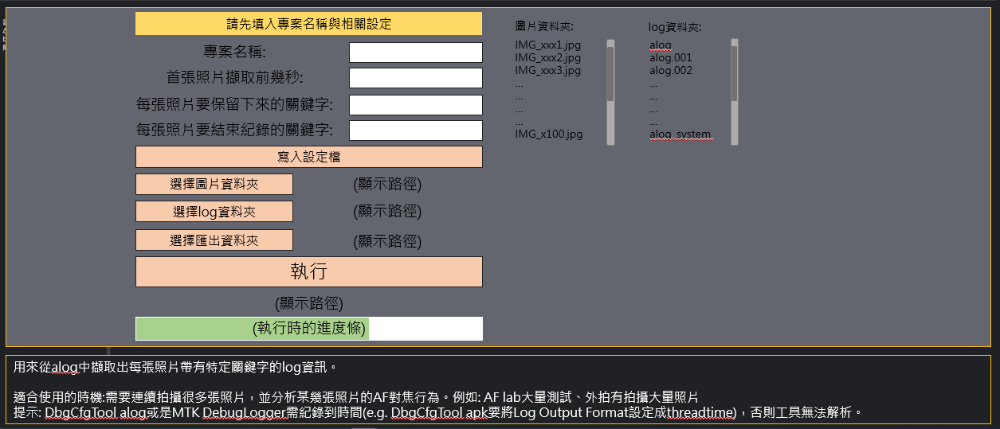 請先填入專案名稱與相關設定
專案名稱:
首張照片擷取前幾秒:
每張照片要保留下來的關鍵字:
每張照片要結束紀錄的關鍵字:
寫入設定檔
選擇圖片資料夾
(顯示路徑)
選擇log資料夾
(顯示路徑)
選擇匯出資料夾
(顯示路徑)
執行
(顯示路徑)
(執行時的進度條)
圖片資料夾:
IMG_xxx1.jpg
IMG_xxx2.jpg
IMG_xxx3.jpg
...
...
...
...
IMG_x100.jpg
log資料夾:
alog
alog.001
alog.002
...
...
...
...
alog_system
用來從alog中擷取出每張照片帶有特定關鍵字的log資訊。
適合使用的時機:需要連續拍攝很多張照片，並分析某幾張照片的AF對焦行為。例如: AF lab大量測試、外拍有拍攝大量照片
提示: DbgCfgTool alog或是MTK DebugLogger需紀錄到時間(e.g. DbgCfgTool apk要將Log Output Format設定成threadtime)，否則工具無法解析。